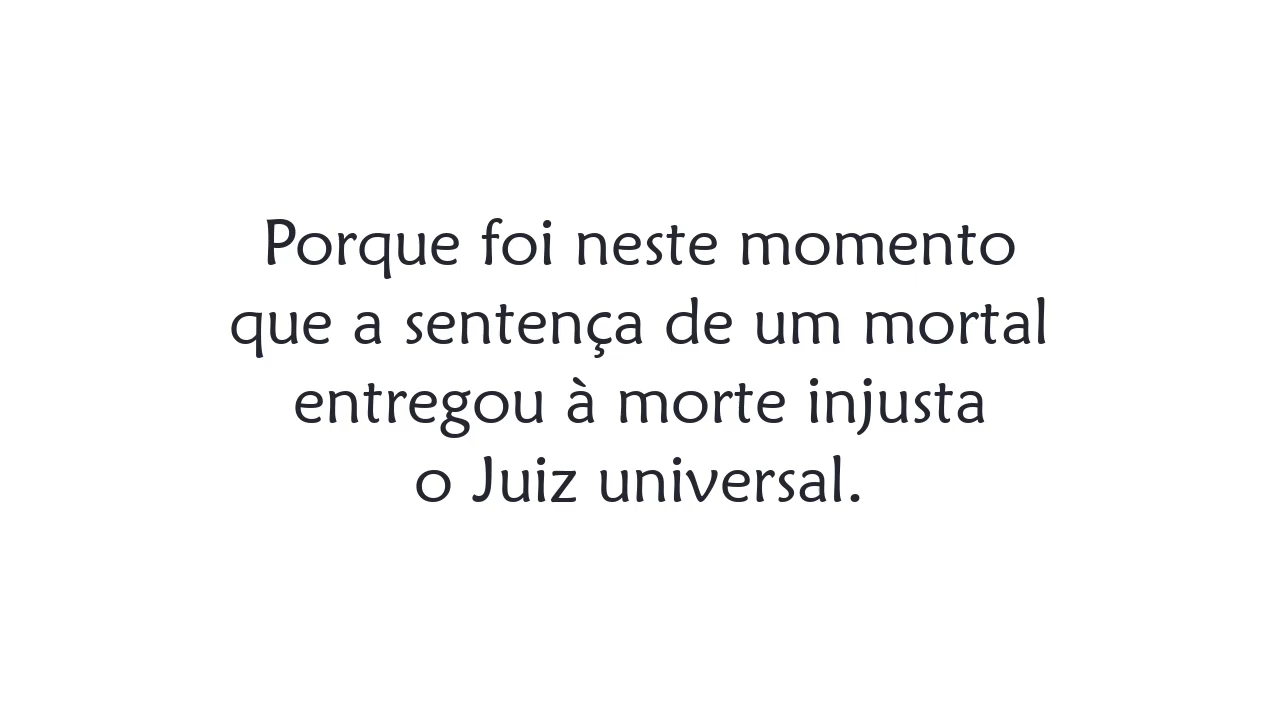 Porque foi neste momento
que a sentença de um mortal
entregou à morte injusta
o Juiz universal.